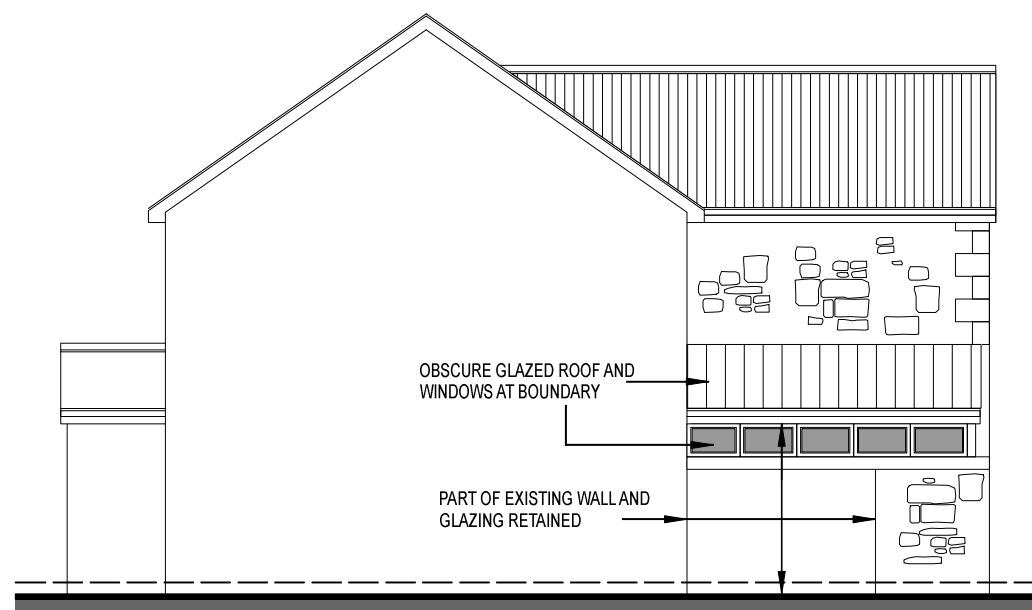 OBSCURE GLAZED ROOF AND
WINDOWS AT BOUNDARY
PART OF EXISTING WALL AND
GLAZING RETAINED